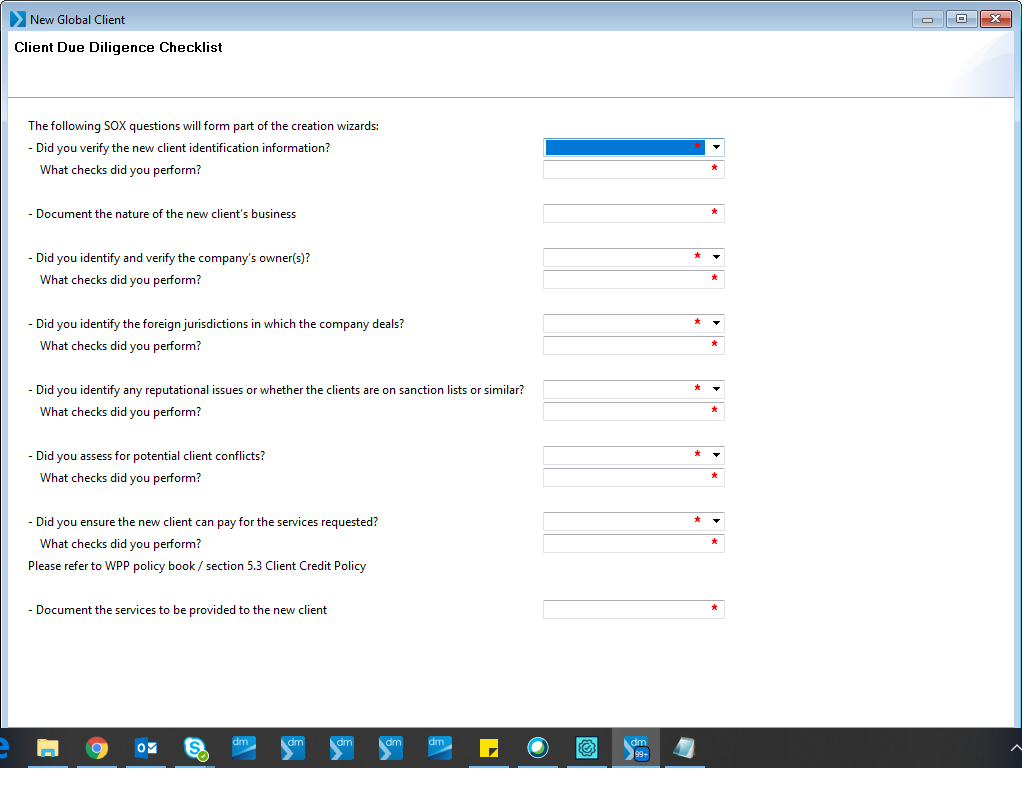 New Global Client
Client Due Diligence Checklist
The following SOX questions will form part of the creation wizards:
- Did you verify the new client identification information? *
What checks did you perform? *
- Document the nature of the new client's business *
- Did you identify and verify the company's owner(s)? *
What checks did you perform? *
- Did you identify the foreign jurisdictions in which the company deals? *
What checks did you perform? *
- Did you identify any reputational issues or whether the clients are on sanction lists or similar? *
What checks did you perform? *
- Did you assess for potential client conflicts? *
What checks did you perform? *
- Did you ensure the new client can pay for the services requested? *
What checks did you perform? *
Please refer to WPP policy book / section 5.3 Client Credit Policy
- Document the services to be provided to the new client *
dm dm dm dm dm dm 99+